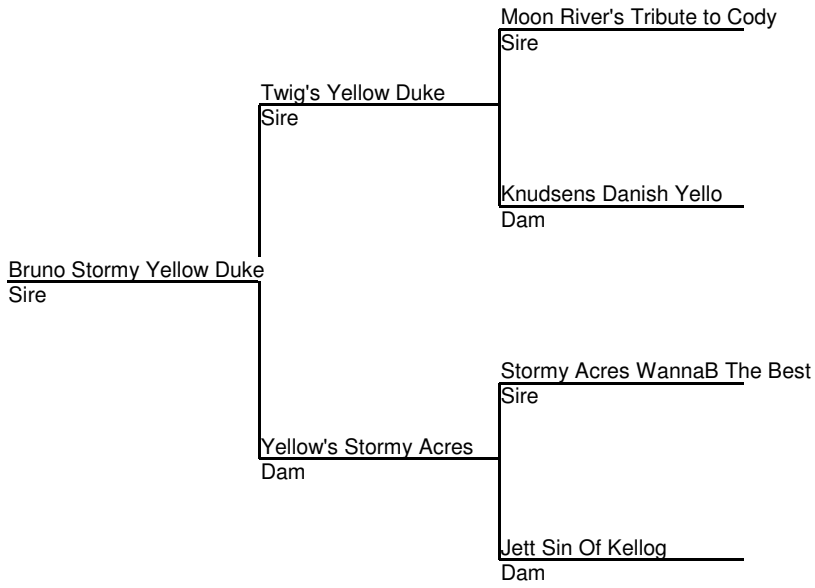 Moon River's Tribute to Cody
Sire
Twig's Yellow Duke
Sire
Knudsens Danish Yello
Dam
Bruno Stormy Yellow Duke
Sire
Stormy Acres WannaB The Best
Sire
Yellow's Stormy Acres
Dam
Jett Sin Of Kellog
Dam